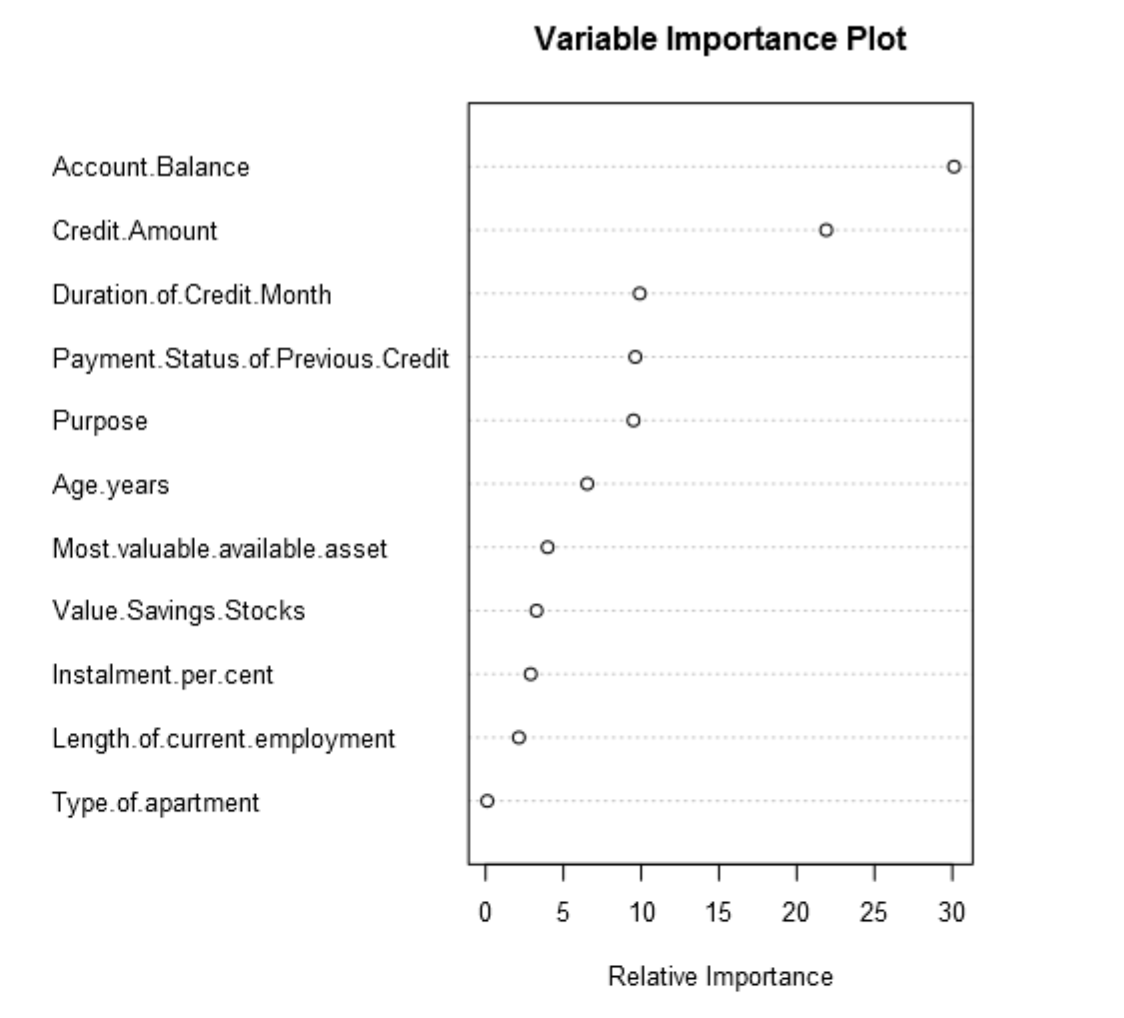 Variable Importance Plot
Account.Balance
Credit.Amount
Duration.of.Credit.Month
Payment.Status.of.Previous.Credit
Purpose
Age.years
Most.valuable.available.asset
Value.Savings.Stocks
Instalment.per.cent
Length.of.current.employment
Type.of.apartment
0 5 10 15 20 25 30
Relative Importance